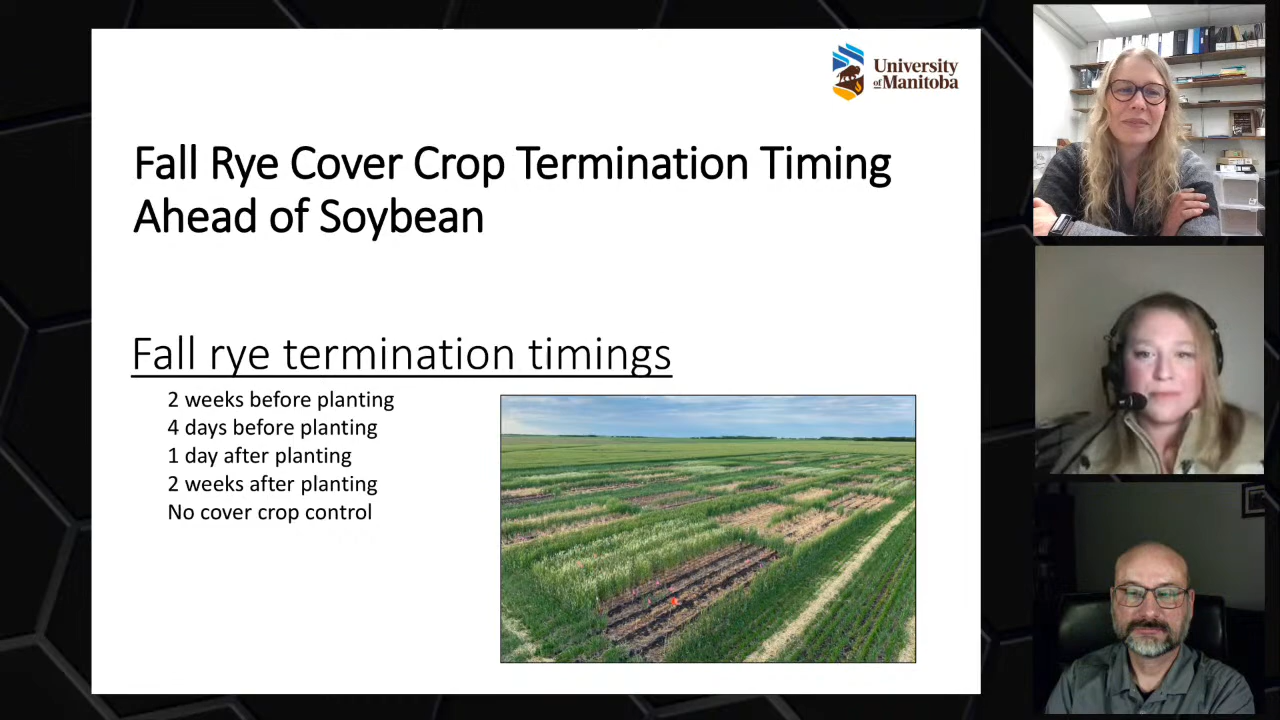 University
of Manitoba
Fall Rye Cover Crop Termination Timing
Ahead of Soybean
Fall rye termination timings
2 weeks before planting
4 days before planting
1 day after planting
2 weeks after planting
No cover crop control